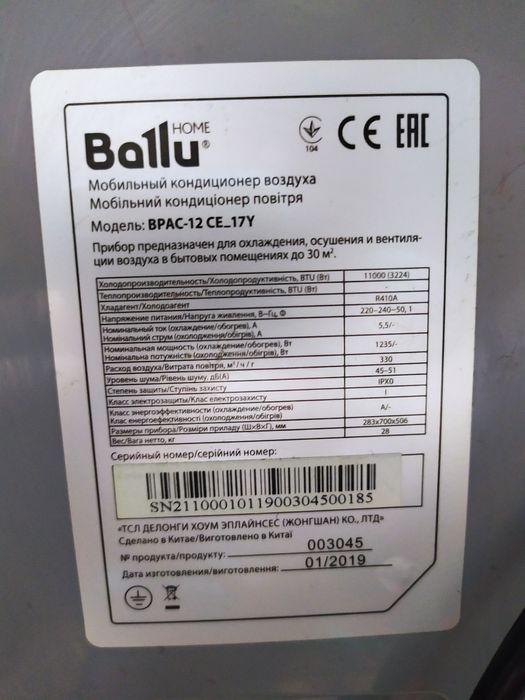 Ballu® HOME
104 CE EAC
Мобильный кондиционер воздуха
Мобільний кондиціонер повітря
Модель: BPAC-12 CE_17Y
Прибор предназначен для охлаждения, осушения и вентиля-
ции воздуха в бытовых помещениях до 30 м².
Холодопроизводительность/Холодопродуктивність, BTU (Вт) 11000 (3224)
Теплопроизводительность/Теплопродуктивність, BTU (Вт) -
Хладагент/Холодоагент R410A
Напряжение питания/Напруга живлення, В~Гц, Ф 220-240~50, 1
Номинальный ток (охлаждение/обогрев), А 5,5/-
Номінальний струм (охолодження/обігрів), А
Номинальная мощность (охлаждение/обогрев), Вт 1235/-
Номінальна потужність (охолодження/обігрів), Вт
Расход воздуха/Витрата повітря, м³/ч / г 330
Уровень шума/Рівень шуму, дБ(А) 45-51
Степень защиты/Ступінь захисту IPX0
Класс электрозащиты/Клас електрозахисту I
Класс энергоэффективности (охлаждение/обогрев) A/-
Клас енергоефективності (охолодження/обігрів)
Размеры прибора/Розміри приладу (Ш×В×Г), мм 283x700x506
Вес/Вага нетто, кг 28
Серийный номер/серійний номер:
SN2110001011900304500185
«ТСЛ ДЕЛОНГИ ХОУМ ЭПЛАЙНСЕС (ЖОНГШАН) КО., ЛТД»
Сделано в Китае/Виготовлено в Китаї
№ продукта/продукту: 003045
Дата изготовления/виготовлення: 01/2019